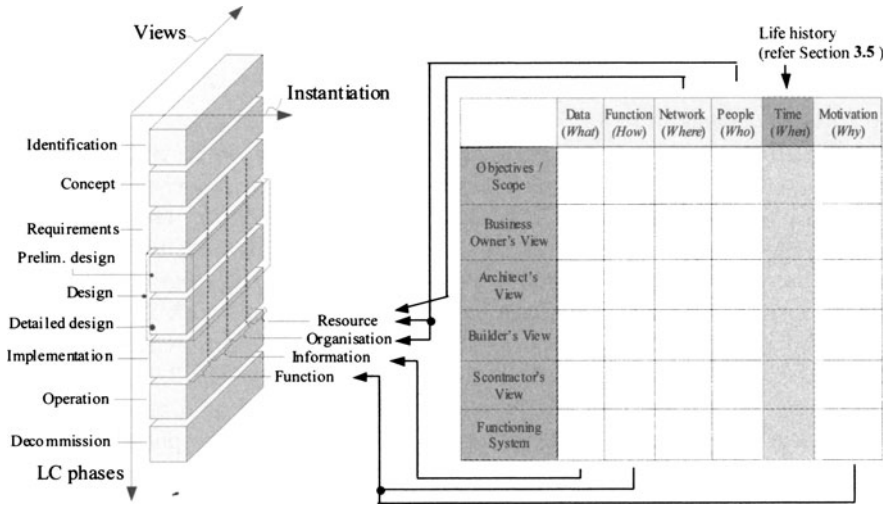 Views
Instantiation
Identification
Concept
Requirements
Prelim. design
Design
Detailed design
Implementation
Operation
Decommission
LC phases
Resource
Organisation
Information
Function
Life history
(refer Section 3.5 )
Data
(What)
Function
(How)
Network
(Where)
People
(Who)
Time
(When)
Motivation
(Why)
Objectives /
Scope
Business
Owner's View
Architect's
View
Builder's View
Scontractor's
View
Functioning
System